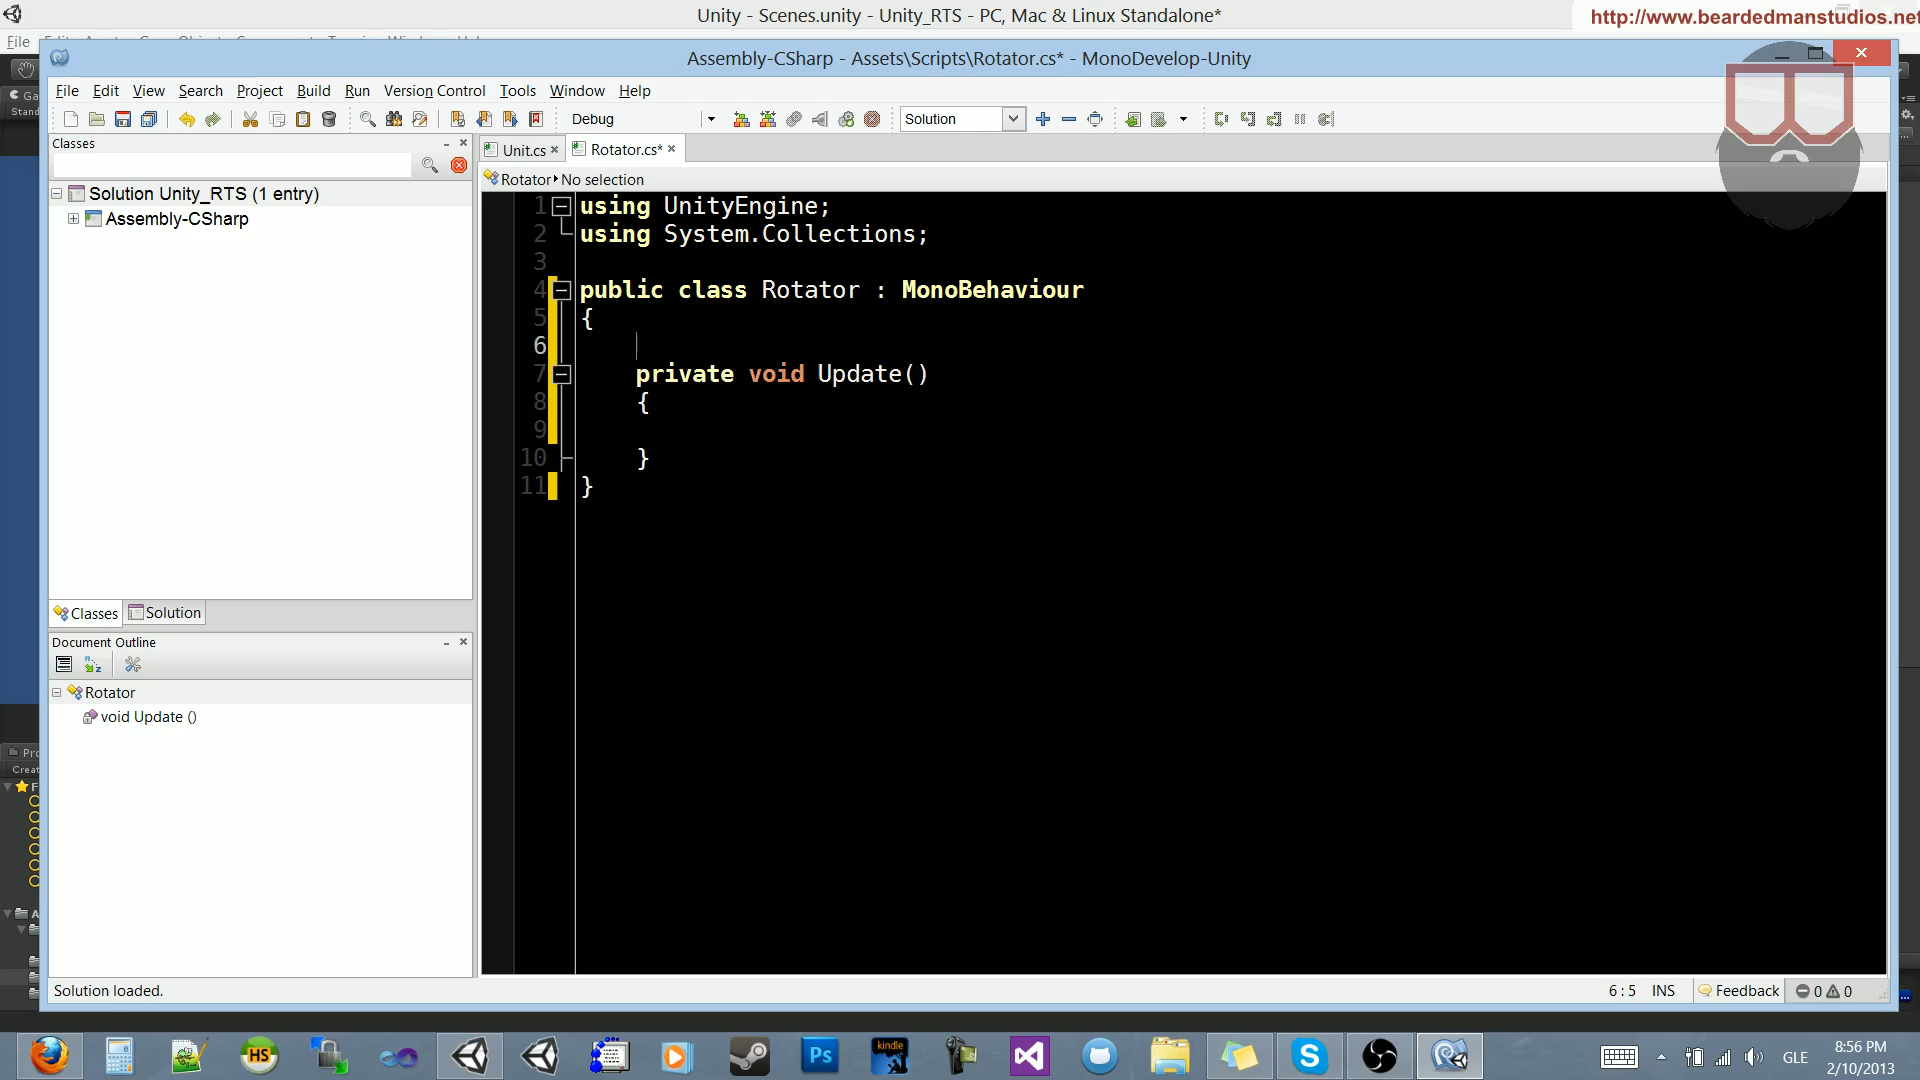 Unity - Scenes.unity - Unity_RTS - PC, Mac & Linux Standalone*
http://www.beardedmanstudios.net
File
Assembly-CSharp - Assets\Scripts\Rotator.cs* - MonoDevelop-Unity
File Edit View Search Project Build Run Version Control Tools Window Help
Debug
Solution
Classes
Unit.cs
Rotator.cs*
Rotator
No selection
Solution Unity_RTS (1 entry)
Assembly-CSharp
1 using UnityEngine;
2 using System.Collections;
3
4 public class Rotator : MonoBehaviour
5 {
6
7 private void Update()
8 {
9
10 }
11 }
Classes
Solution
Document Outline
Rotator
void Update ()
Solution loaded.
6 : 5
INS
Feedback
0
0
HS
Ps
kindle
GLE
8:56 PM
2/10/2013